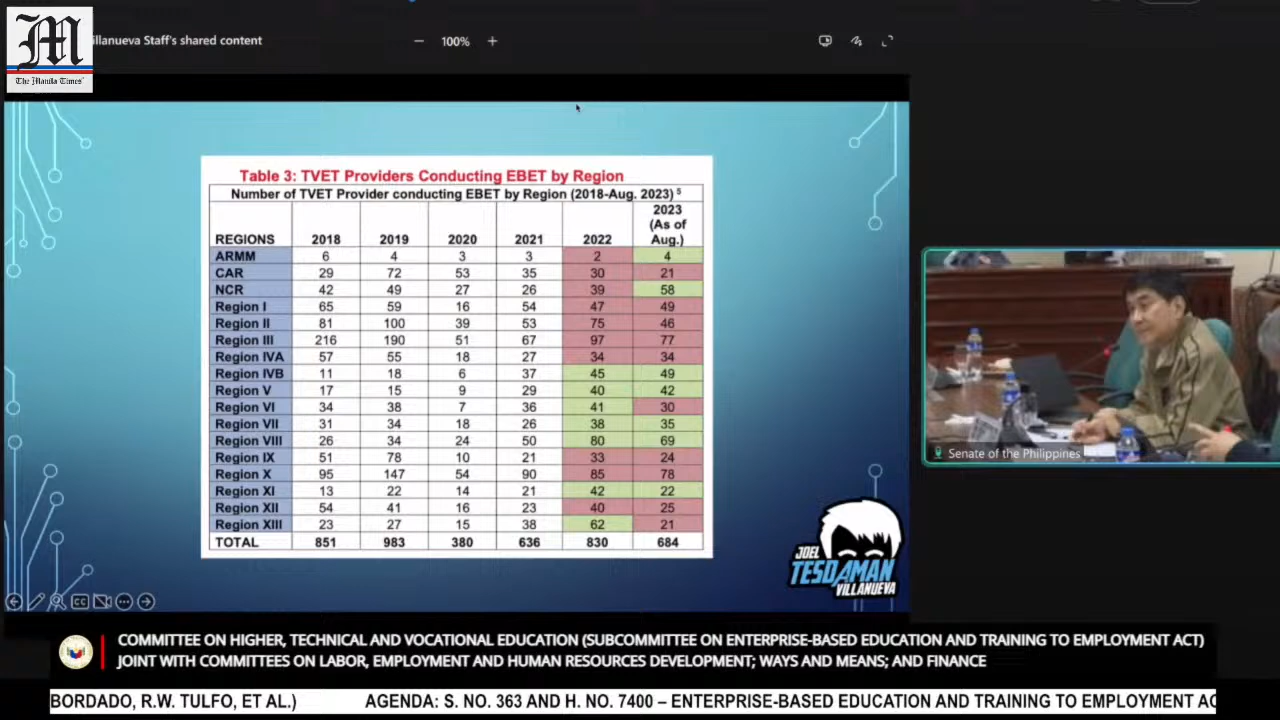 M
The Manila Times
illanueva Staff's shared content
− 100% +
Table 3: TVET Providers Conducting EBET by Region
Number of TVET Provider conducting EBET by Region (2018-Aug. 2023) 5
REGIONS 2018 2019 2020 2021 2022 2023 (As of Aug.)
ARMM 6 4 3 3 2 4
CAR 29 72 53 35 30 21
NCR 42 49 27 26 39 58
Region I 65 59 16 54 47 49
Region II 81 100 39 53 75 46
Region III 216 190 51 67 97 77
Region IVA 57 55 18 27 34 34
Region IVB 11 18 6 37 45 49
Region V 17 15 9 29 40 42
Region VI 34 38 7 36 41 30
Region VII 31 34 18 26 38 35
Region VIII 26 34 24 50 80 69
Region IX 51 78 10 21 33 24
Region X 95 147 54 90 85 78
Region XI 13 22 14 21 42 22
Region XII 54 41 16 23 40 25
Region XIII 23 27 15 38 62 21
TOTAL 851 983 380 636 830 684
Senate of the Philippines
JOEL
TESDAMAN
VILLANUEVA
CC
COMMITTEE ON HIGHER, TECHNICAL AND VOCATIONAL EDUCATION (SUBCOMMITTEE ON ENTERPRISE-BASED EDUCATION AND TRAINING TO EMPLOYMENT ACT)
JOINT WITH COMMITTEES ON LABOR, EMPLOYMENT AND HUMAN RESOURCES DEVELOPMENT; WAYS AND MEANS; AND FINANCE
BORDADO, R.W. TULFO, ET AL.) AGENDA: S. NO. 363 AND H. NO. 7400 – ENTERPRISE-BASED EDUCATION AND TRAINING TO EMPLOYMENT AC